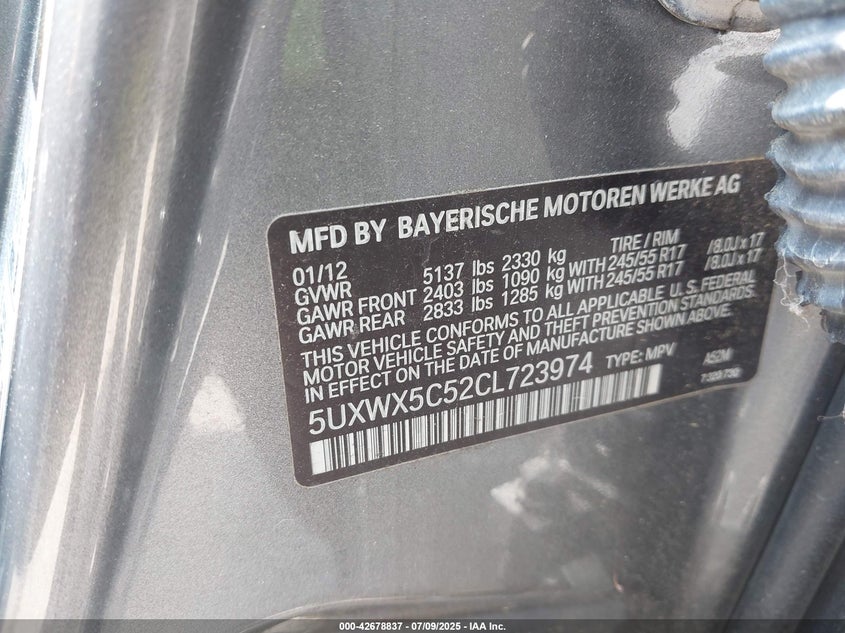 MFD BY BAYERISCHE MOTOREN WERKE AG
01/12 TIRE / RIM
GVWR 5137 lbs 2330 kg
GAWR FRONT 2403 lbs 1090 kg WITH 245/55 R17 /8.0J x 17
GAWR REAR 2833 lbs 1285 kg WITH 245/55 R17 /8.0J x 17
THIS VEHICLE CONFORMS TO ALL APPLICABLE U.S. FEDERAL
MOTOR VEHICLE SAFETY AND THEFT PREVENTION STANDARDS
IN EFFECT ON THE DATE OF MANUFACTURE SHOWN ABOVE.
5UXWX5C52CL723974 TYPE: MPV A52M
000-42678837 - 07/09/2025 - IAA Inc.